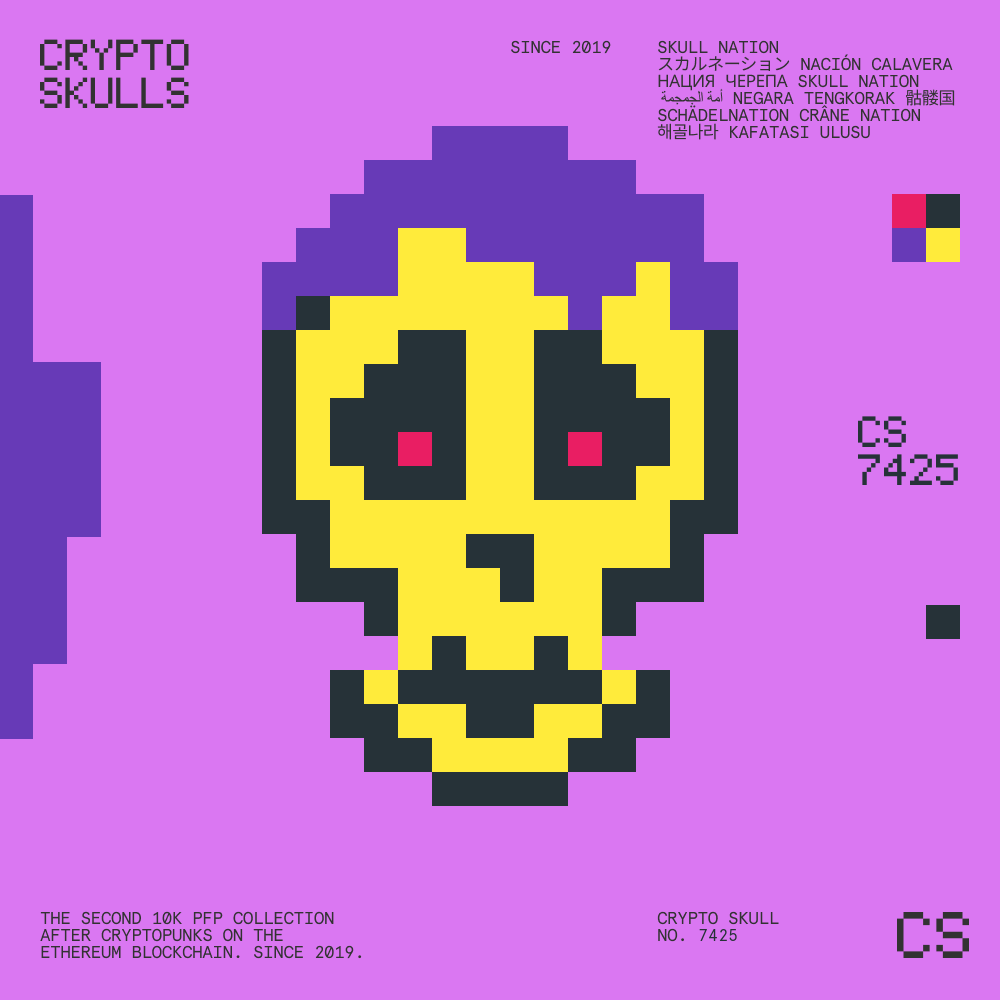 CRYPTO
SKULLS
SINCE 2019
SKULL NATION
スカルネーション NACIÓN CALAVERA
НАЦИЯ ЧЕРЕПА SKULL NATION
أمة الجمجمة NEGARA TENGKORAK 骷髅国
SCHÄDELNATION CRÂNE NATION
해골나라 KAFATASI ULUSU
CS
7425
THE SECOND 10K PFP COLLECTION
AFTER CRYPTOPUNKS ON THE
ETHEREUM BLOCKCHAIN. SINCE 2019.
CRYPTO SKULL
NO. 7425
CS